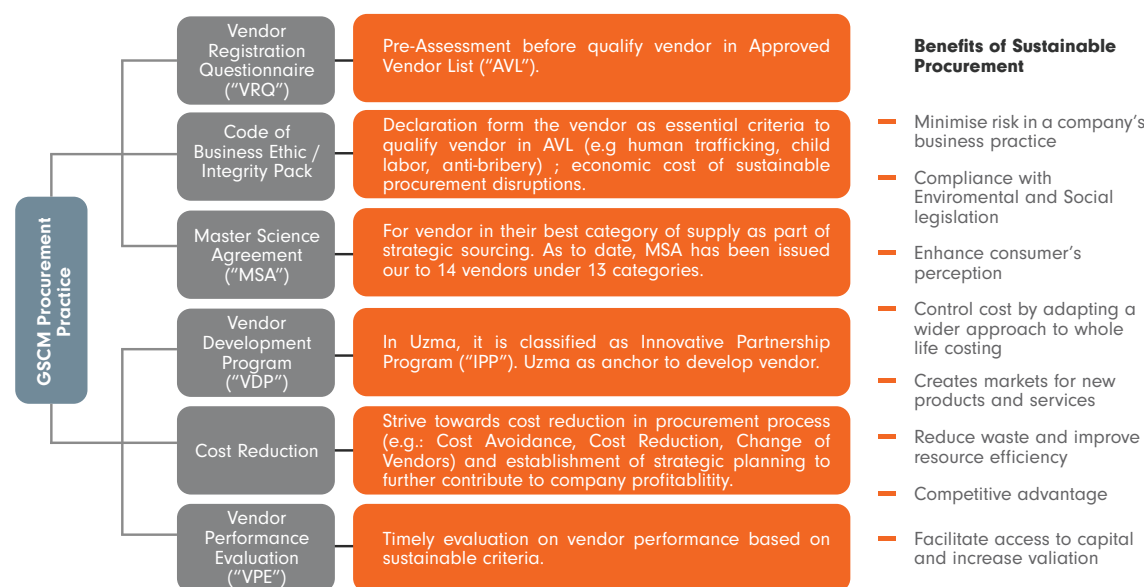 GSCM Procurement
Practice
Vendor
Registration
Questionnaire
(“VRQ”)
Pre-Assessment before qualify vendor in Approved
Vendor List (“AVL”).
Code of
Business Ethic /
Integrity Pack
Declaration form the vendor as essential criteria to
qualify vendor in AVL (e.g human trafficking, child
labor, anti-bribery) ; economic cost of sustainable
procurement disruptions.
Master Science
Agreement
(“MSA”)
For vendor in their best category of supply as part of
strategic sourcing. As to date, MSA has been issued
our to 14 vendors under 13 categories.
Vendor
Development
Program
(“VDP”)
In Uzma, it is classified as Innovative Partnership
Program (“IPP”). Uzma as anchor to develop vendor.
Cost Reduction
Strive towards cost reduction in procurement process
(e.g.: Cost Avoidance, Cost Reduction, Change of
Vendors) and establishment of strategic planning to
further contribute to company profitablitity.
Vendor
Performance
Evaluation
(“VPE”)
Timely evaluation on vendor performance based on
sustainable criteria.
Benefits of Sustainable
Procurement
Minimise risk in a company’s
business practice
Compliance with
Enviromental and Social
legislation
Enhance consumer’s
perception
Control cost by adapting a
wider approach to whole
life costing
Creates markets for new
products and services
Reduce waste and improve
resource efficiency
Competitive advantage
Facilitate access to capital
and increase valiation